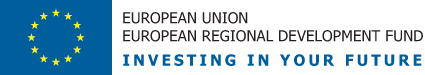 EUROPEAN UNION
EUROPEAN REGIONAL DEVELOPMENT FUND
INVESTING IN YOUR FUTURE